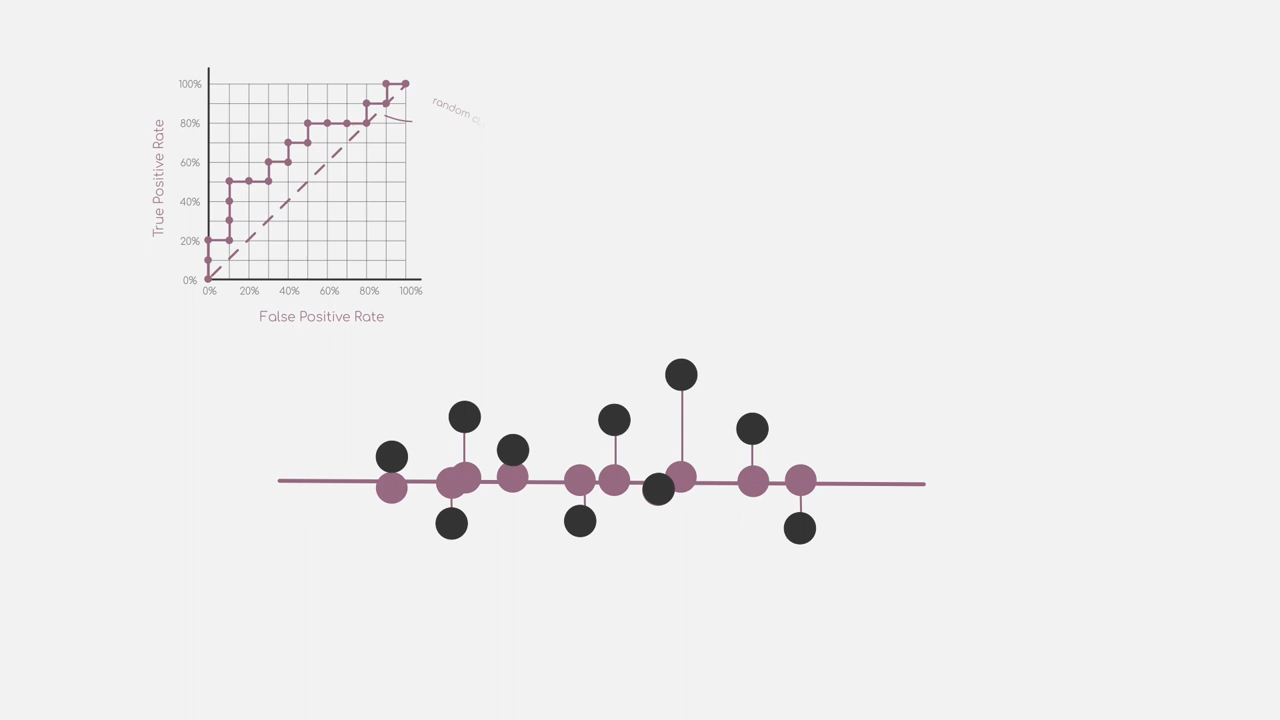 100%
80%
60%
40%
20%
0%
True Positive Rate
0% 20% 40% 60% 80% 100%
False Positive Rate
random